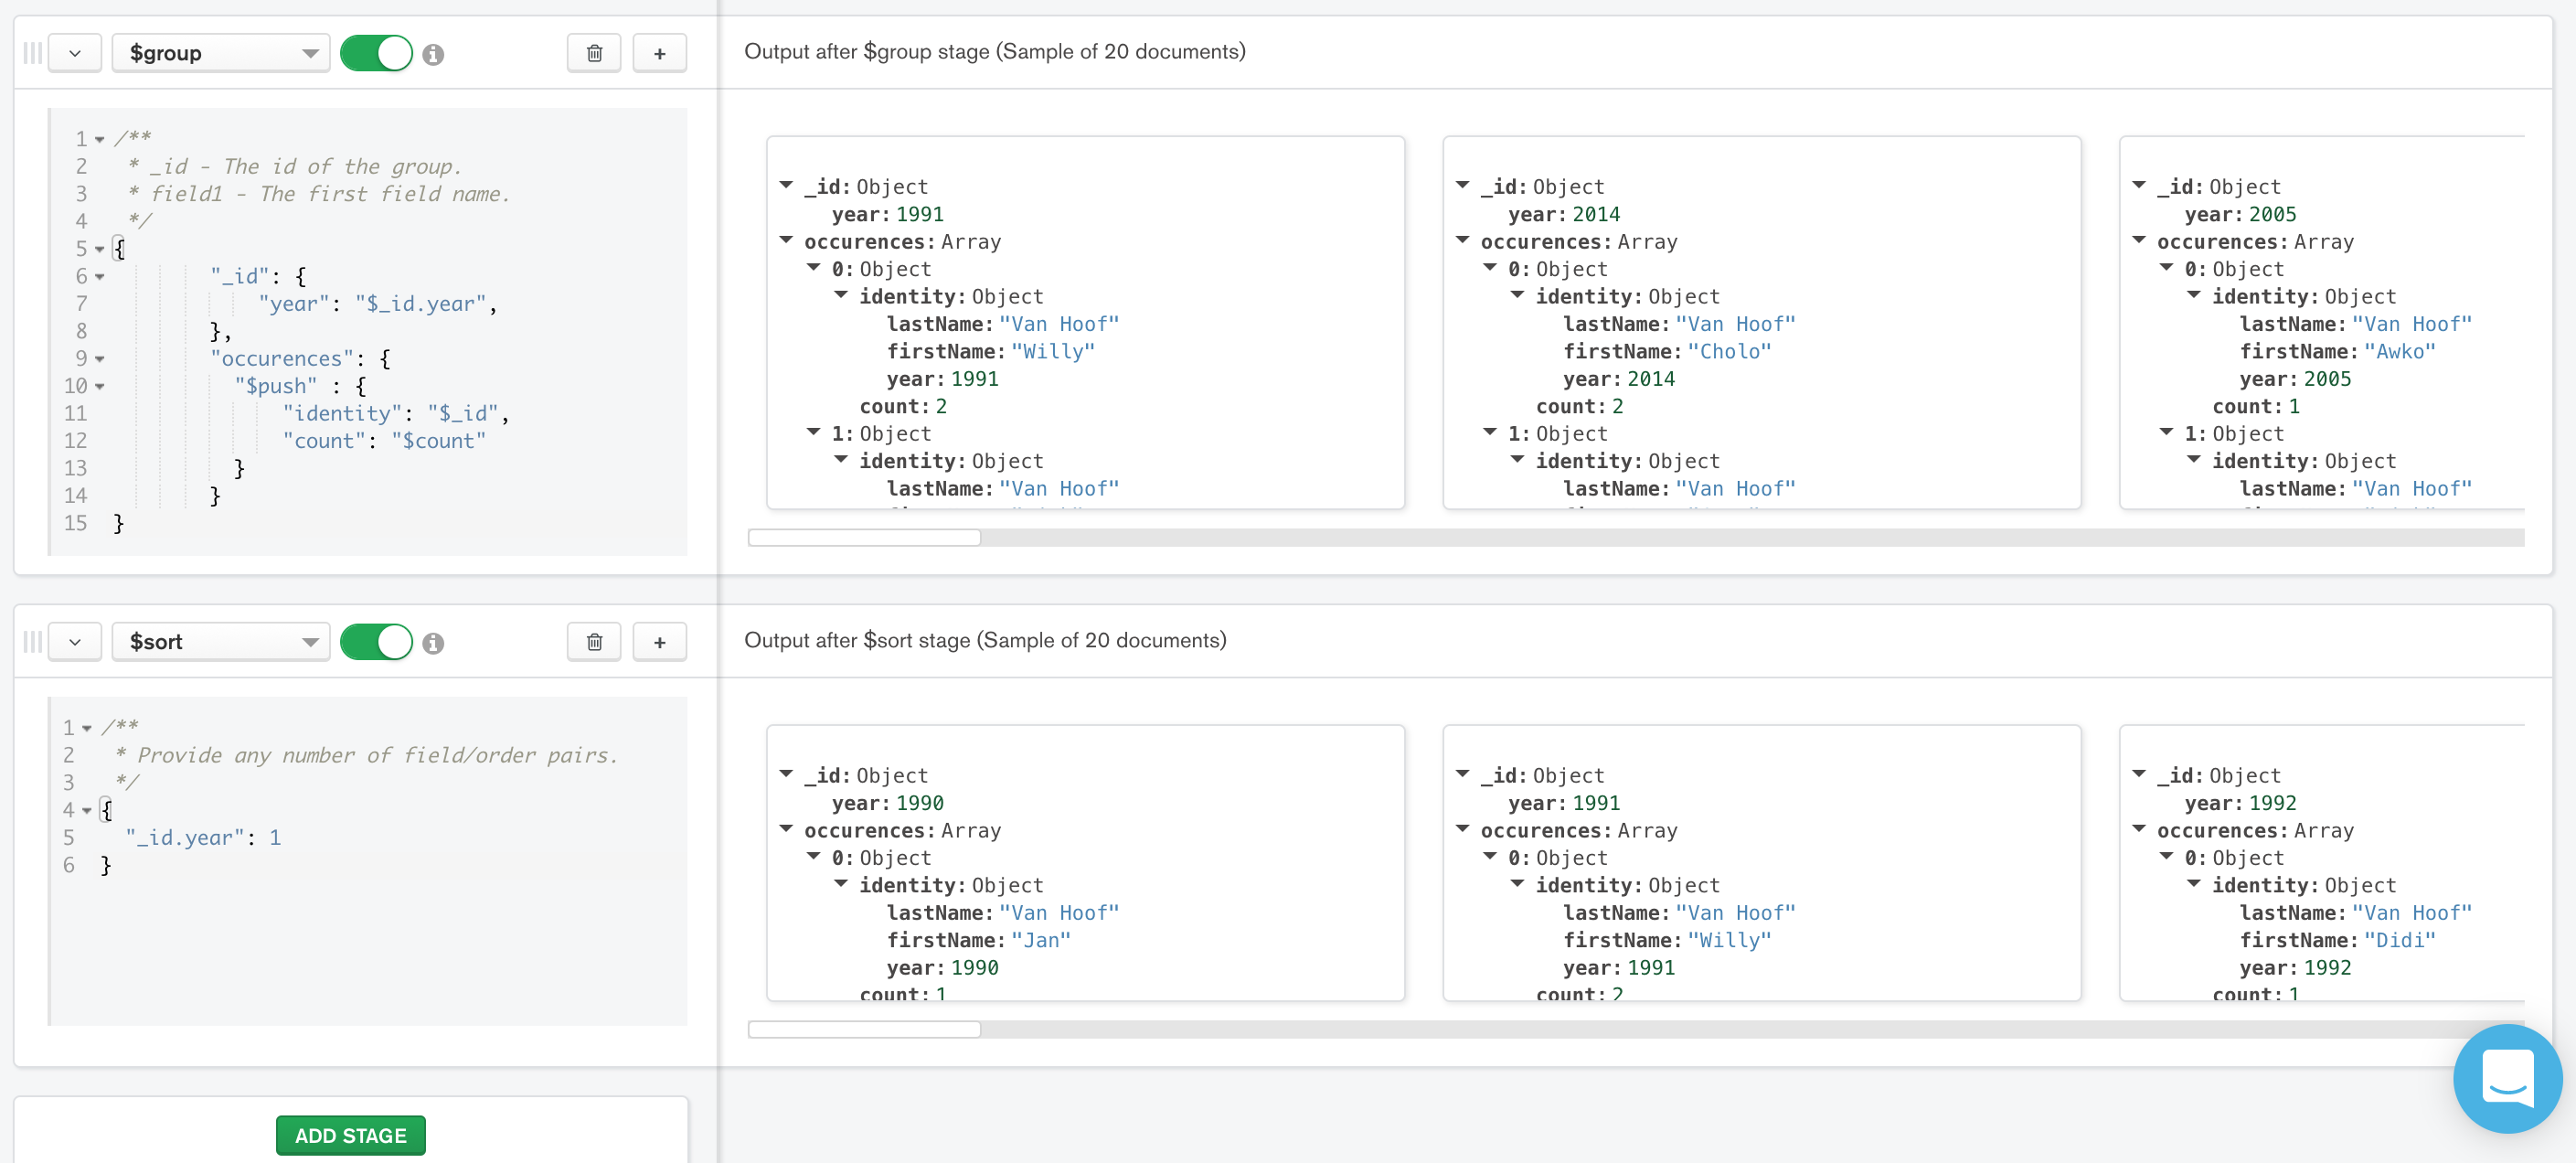 $group
Output after $group stage (Sample of 20 documents)
1 /**
2 * _id - The id of the group.
3 * field1 - The first field name.
4 */
5 {
6 "_id": {
7 "year": "$_id.year",
8 },
9 "occurences": {
10 "$push" : {
11 "identity": "$_id",
12 "count": "$count"
13 }
14 }
15 }
_id: Object
year: 1991
occurences: Array
0: Object
identity: Object
lastName: "Van Hoof"
firstName: "Willy"
year: 1991
count: 2
1: Object
identity: Object
lastName: "Van Hoof"
_id: Object
year: 2014
occurences: Array
0: Object
identity: Object
lastName: "Van Hoof"
firstName: "Cholo"
year: 2014
count: 2
1: Object
identity: Object
lastName: "Van Hoof"
_id: Object
year: 2005
occurences: Array
0: Object
identity: Object
lastName: "Van Hoof"
firstName: "Awko"
year: 2005
count: 1
1: Object
identity: Object
lastName: "Van Hoof"
$sort
Output after $sort stage (Sample of 20 documents)
1 /**
2 * Provide any number of field/order pairs.
3 */
4 {
5 "_id.year": 1
6 }
_id: Object
year: 1990
occurences: Array
0: Object
identity: Object
lastName: "Van Hoof"
firstName: "Jan"
year: 1990
count: 1
_id: Object
year: 1991
occurences: Array
0: Object
identity: Object
lastName: "Van Hoof"
firstName: "Willy"
year: 1991
count: 2
_id: Object
year: 1992
occurences: Array
0: Object
identity: Object
lastName: "Van Hoof"
firstName: "Didi"
year: 1992
count: 1
ADD STAGE